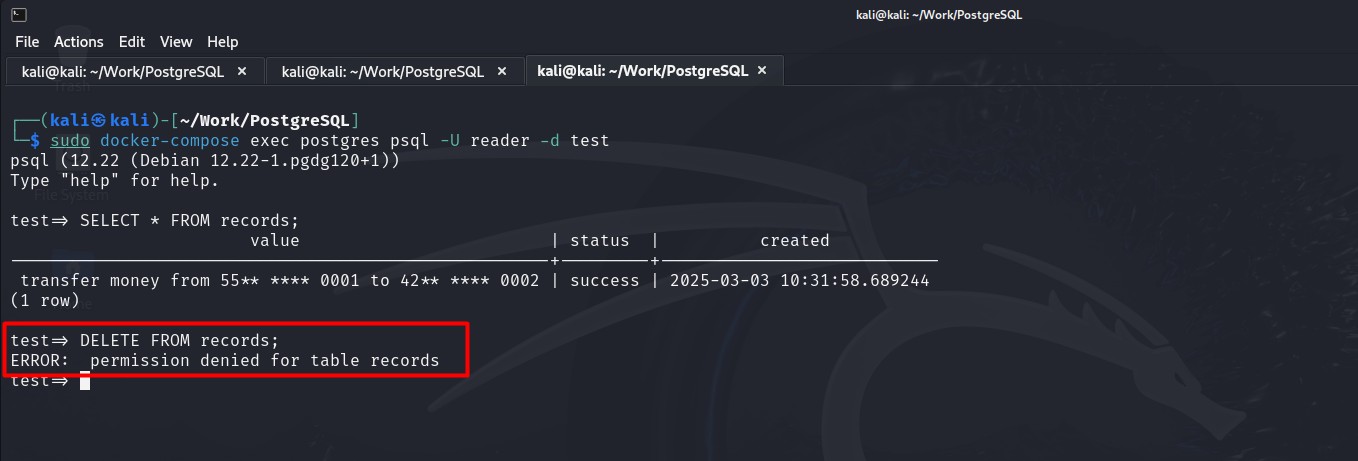 kali@kali: ~/Work/PostgreSQL
File Actions Edit View Help
kali@kali: ~/Work/PostgreSQL × kali@kali: ~/Work/PostgreSQL × kali@kali: ~/Work/PostgreSQL ×
Trash
┌──(kali㉿kali)-[~/Work/PostgreSQL]
└─$ sudo docker-compose exec postgres psql -U reader -d test
psql (12.22 (Debian 12.22-1.pgdg120+1))
Type "help" for help.
File System
test=> SELECT * FROM records;
value | status | created
transfer money from 55** **** 0001 to 42** **** 0002 | success | 2025-03-03 10:31:58.689244
(1 row)
test=> DELETE FROM records;
ERROR:  permission denied for table records
test=>